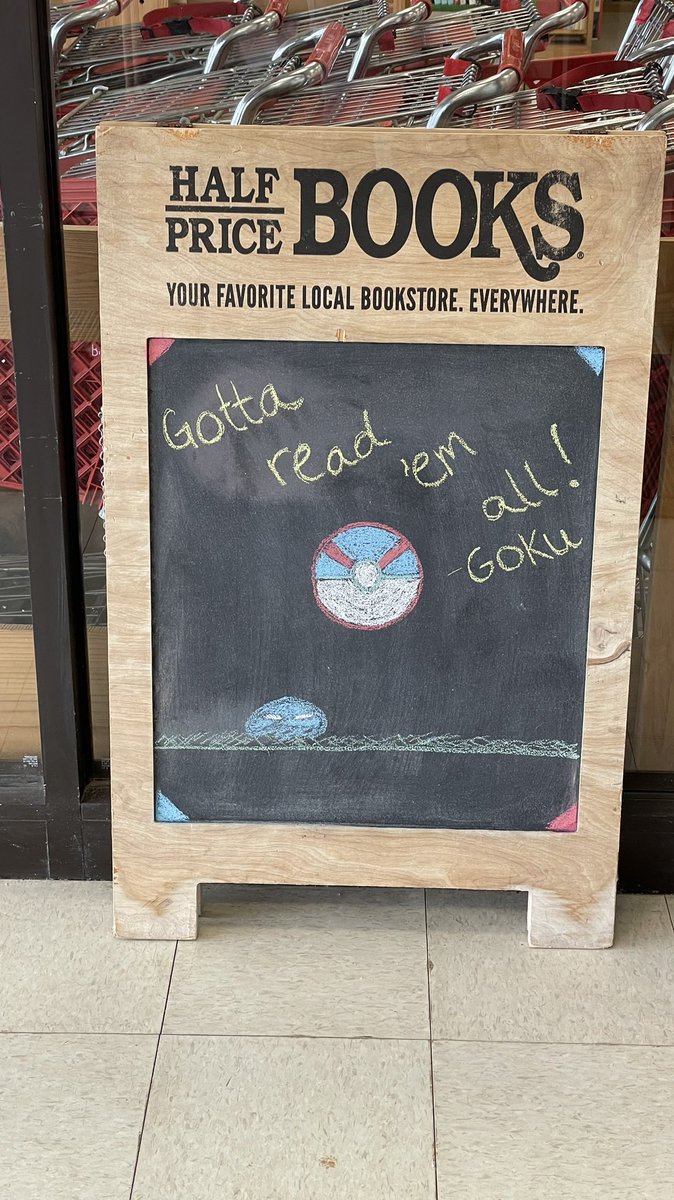 HALF PRICE BOOKS®
YOUR FAVORITE LOCAL BOOKSTORE. EVERYWHERE.
Gotta
read 'em
all!
-GOKU